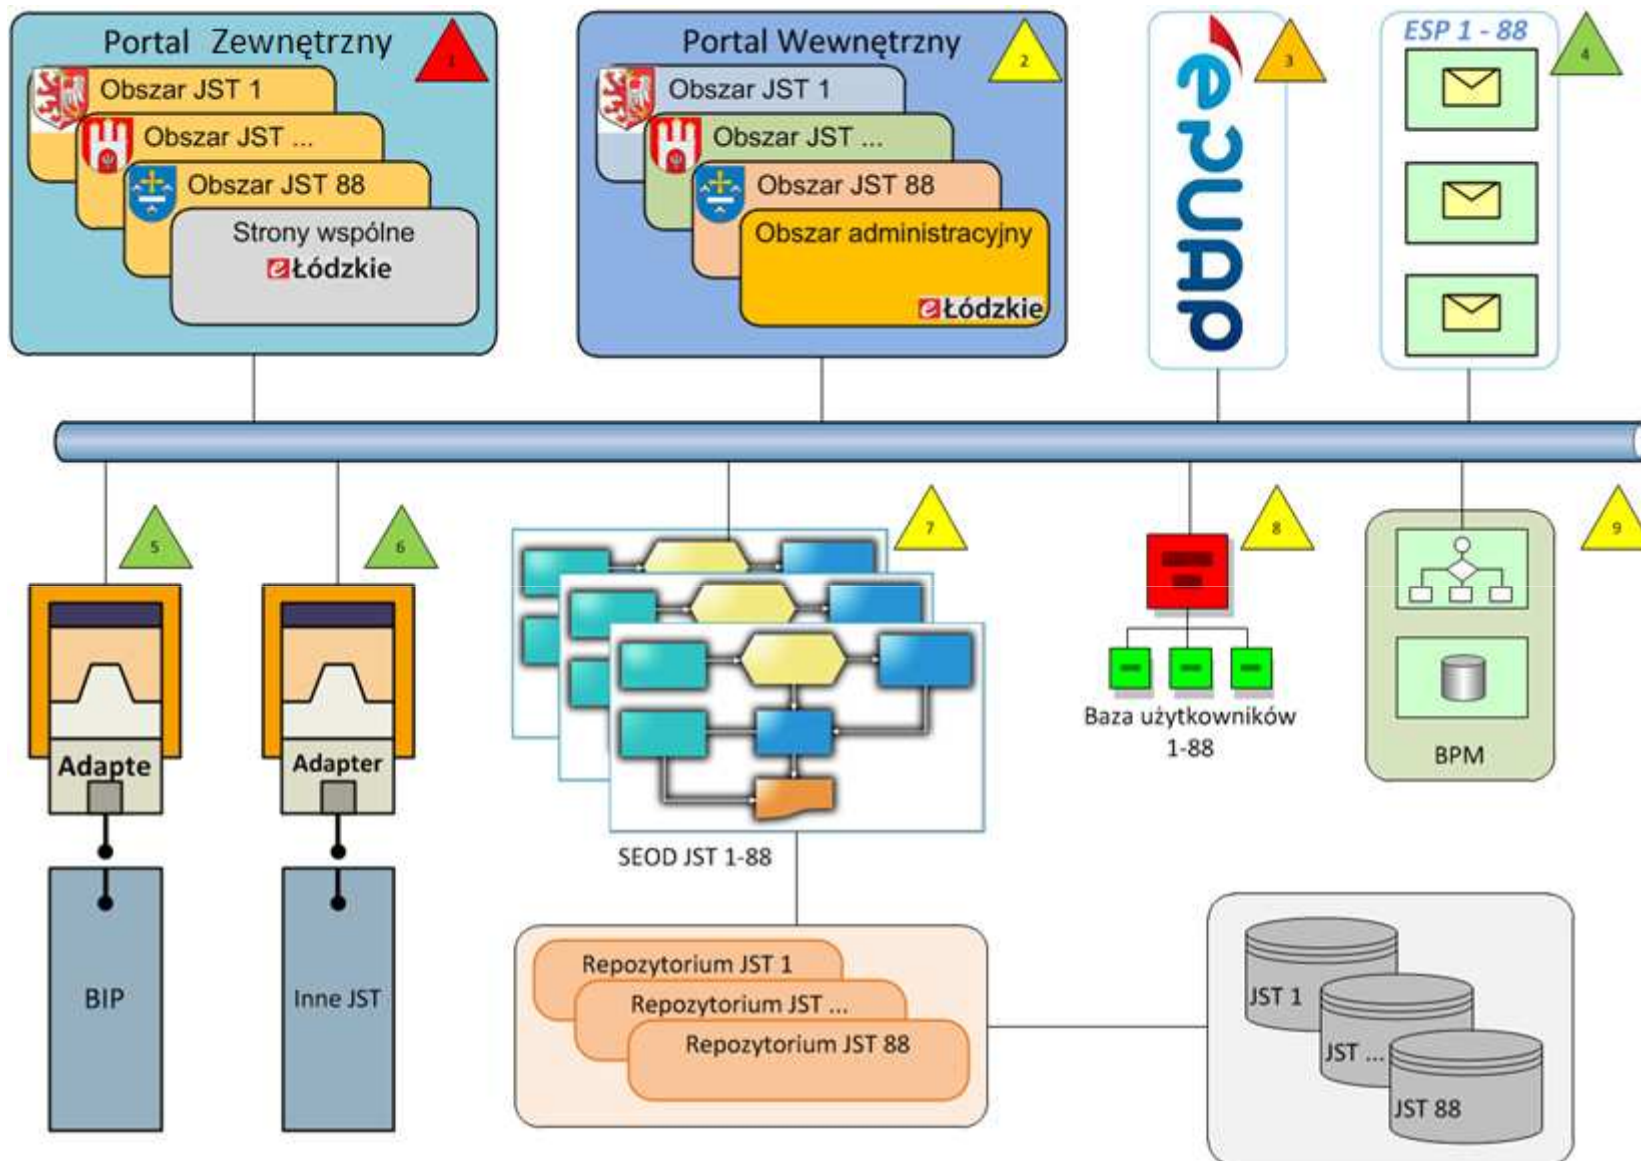 Portal Zewnętrzny
1
Obszar JST 1
Obszar JST ...
Obszar JST 88
Strony wspólne
eŁódzkie
Portal Wewnętrzny
2
Obszar JST 1
Obszar JST ...
Obszar JST 88
Obszar administracyjny
eŁódzkie
3
ePUAP
ESP 1 - 88
4
5
Adapte
BIP
6
Adapter
Inne JST
7
SEOD JST 1-88
8
Baza użytkowników
1-88
9
BPM
Repozytorium JST 1
Repozytorium JST ...
Repozytorium JST 88
JST 1
JST ...
JST 88